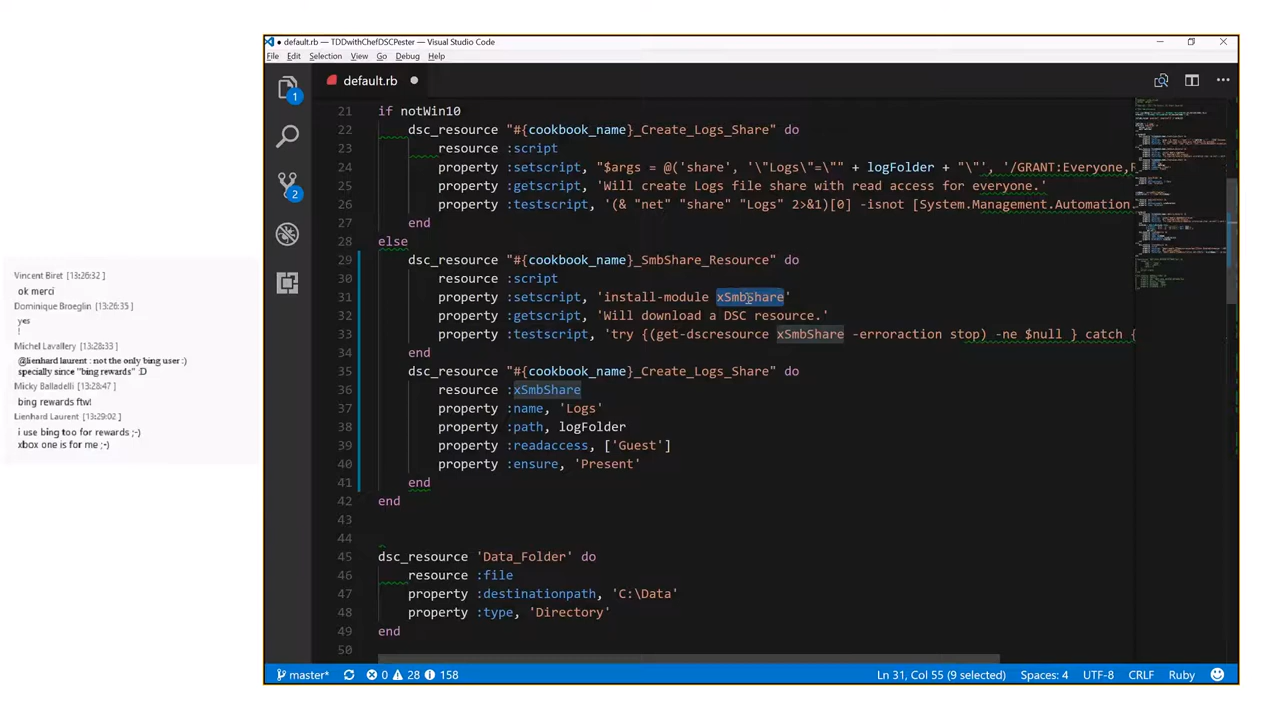 Vincent Biret [13:26:32]
ok merci
Dominique Broeglin [13:26:35]
yes
!
Michel Lavallery [13:28:33]
@lienhard laurent : not the only bing user :)
specially since "bing rewards" :D
Micky Balladelli [13:28:47]
bing rewards ftw!
Lienhard Laurent [13:29:02]
i use bing too for rewards ;-)
xbox one is for me ;-)
● default.rb — TDDwithChefDSCPester — Visual Studio Code
File Edit Selection View Go Debug Help
default.rb
1
2
21 if notWin10
22 dsc_resource "#{cookbook_name}_Create_Logs_Share" do
23 resource :script
24 property :setscript, "$args = @('share', '\"Logs\"=\"" + logFolder + "\"", '/GRANT:Everyone,R
25 property :getscript, 'Will create Logs file share with read access for everyone.'
26 property :testscript, '(& "net" "share" "Logs" 2>&1)[0] -isnot [System.Management.Automation.
27 end
28 else
29 dsc_resource "#{cookbook_name}_SmbShare_Resource" do
30 resource :script
31 property :setscript, 'install-module xSmbShare'
32 property :getscript, 'Will download a DSC resource.'
33 property :testscript, 'try {(get-dscresource xSmbShare -erroraction stop) -ne $null } catch {
34 end
35 dsc_resource "#{cookbook_name}_Create_Logs_Share" do
36 resource :xSmbShare
37 property :name, 'Logs'
38 property :path, logFolder
39 property :readaccess, ['Guest']
40 property :ensure, 'Present'
41 end
42 end
43
44
45 dsc_resource 'Data_Folder' do
46 resource :file
47 property :destinationpath, 'C:\Data'
48 property :type, 'Directory'
49 end
50
master* 0 28 158 Ln 31, Col 55 (9 selected) Spaces: 4 UTF-8 CRLF Ruby